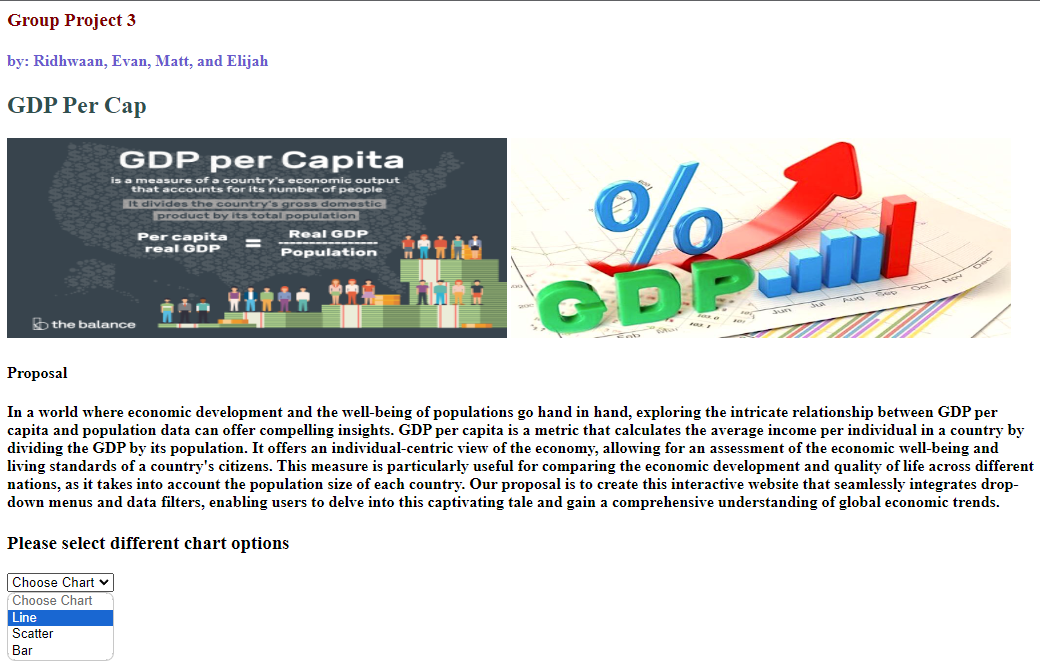 Group Project 3
by: Ridhwaan, Evan, Matt, and Elijah
GDP Per Cap
GDP per Capita
is a measure of a country's economic output
that accounts for its number of people
It divides the country's gross domestic
product by its total population
Per capita
real GDP
=
Real GDP
Population
the balance
%
GDP
Jun
Jul
Aug
Sep
Oct
Nov
Dec
Proposal
In a world where economic development and the well-being of populations go hand in hand, exploring the intricate relationship between GDP per
capita and population data can offer compelling insights. GDP per capita is a metric that calculates the average income per individual in a country by
dividing the GDP by its population. It offers an individual-centric view of the economy, allowing for an assessment of the economic well-being and
living standards of a country's citizens. This measure is particularly useful for comparing the economic development and quality of life across different
nations, as it takes into account the population size of each country. Our proposal is to create this interactive website that seamlessly integrates drop-
down menus and data filters, enabling users to delve into this captivating tale and gain a comprehensive understanding of global economic trends.
Please select different chart options
Choose Chart
Choose Chart
Line
Scatter
Bar